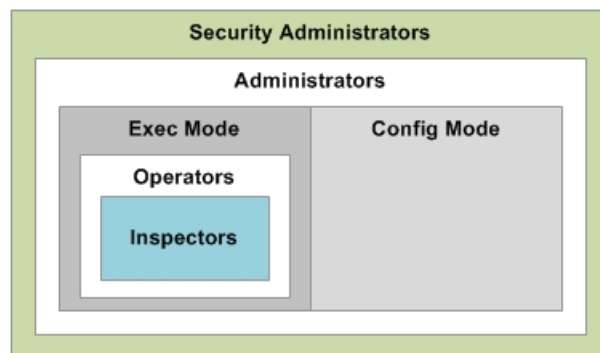 Security Administrators
Administrators
Exec Mode
Config Mode
Operators
Inspectors